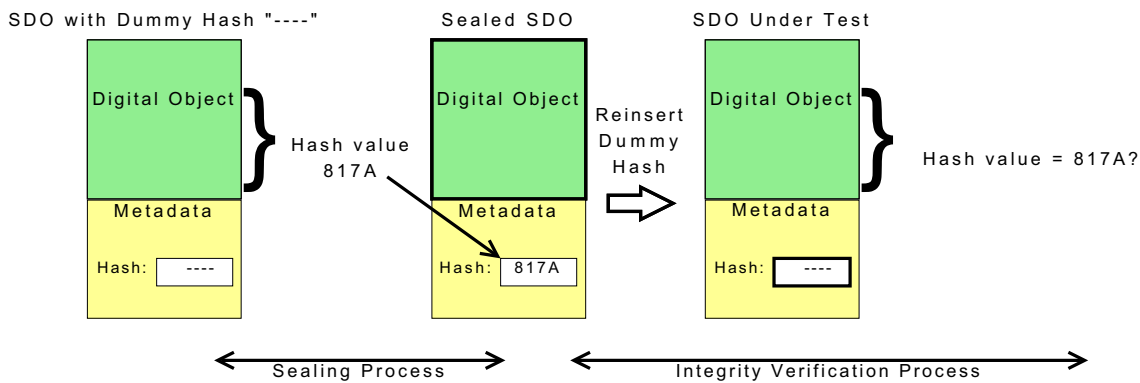 SDO with Dummy Hash "----"
Sealed SDO
SDO Under Test
Digital Object
Digital Object
Digital Object
Reinsert
Dummy
Hash
Hash value
817A
Hash value = 817A?
Metadata
Metadata
Metadata
Hash:
----
Hash:
817A
Hash:
----
Sealing Process
Integrity Verification Process